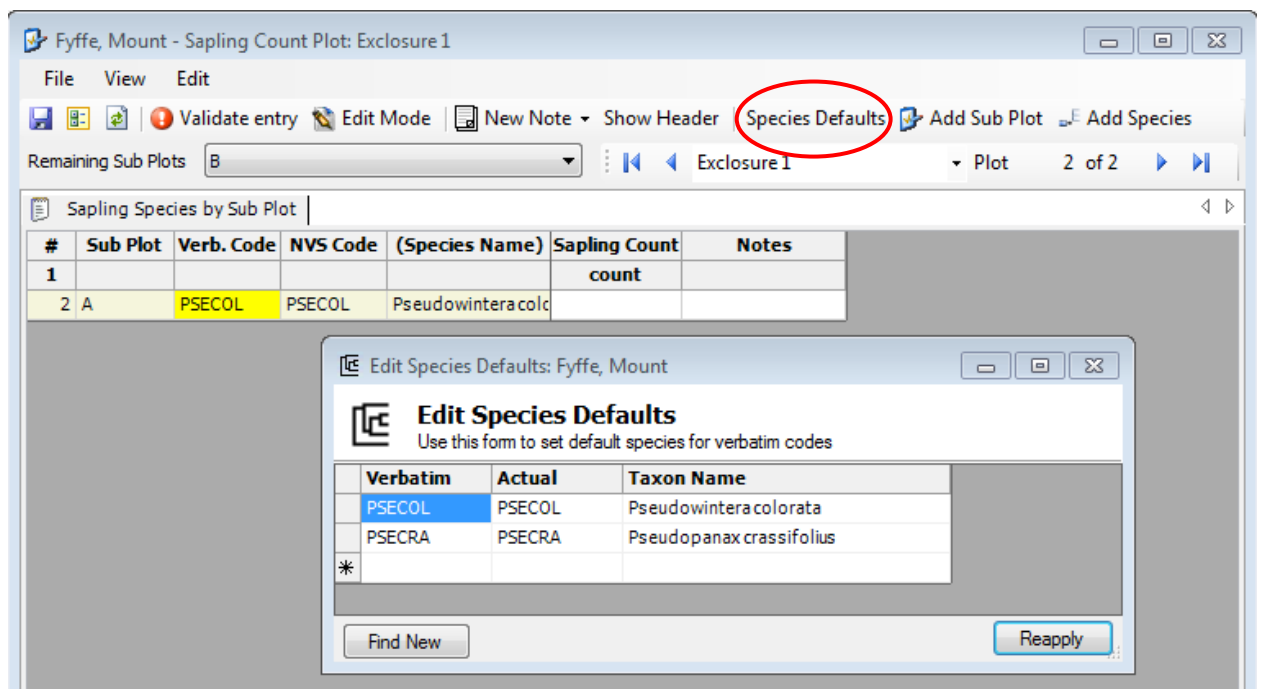 Fyffe, Mount - Sapling Count Plot: Exclosure 1
File View Edit
Validate entry Edit Mode New Note Show Header Species Defaults Add Sub Plot Add Species
Remaining Sub Plots B Exclosure 1 Plot 2 of 2
Sapling Species by Sub Plot
# Sub Plot Verb. Code NVS Code (Species Name) Sapling Count Notes
1 count
2 A PSECOL PSECOL Pseudowintera colc
Edit Species Defaults: Fyffe, Mount
Edit Species Defaults
Use this form to set default species for verbatim codes
Verbatim Actual Taxon Name
PSECOL PSECOL Pseudowintera colorata
PSECRA PSECRA Pseudopanax crassifolius
Find New Reapply